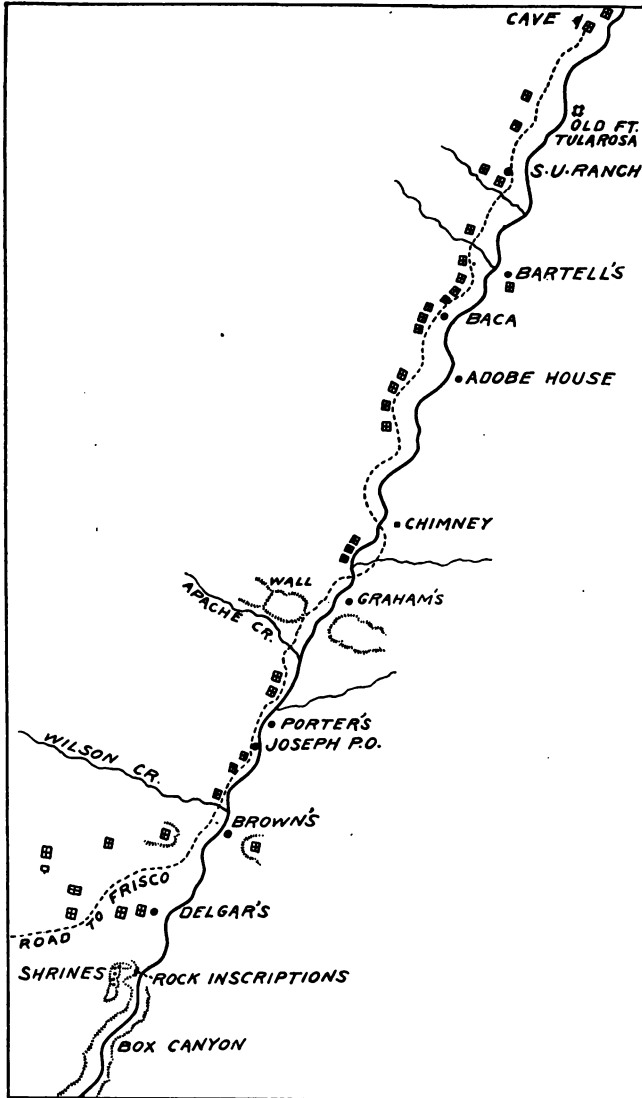 CAVE
OLD FT.
TULAROSA
S.U.RANCH
BARTELL'S
BACA
ADOBE HOUSE
CHIMNEY
WALL
GRAHAM'S
APACHE CR.
PORTER'S
JOSEPH P.O.
WILSON CR.
BROWN'S
ROAD TO FRISCO
DELGAR'S
SHRINES
ROCK INSCRIPTIONS
BOX CANYON